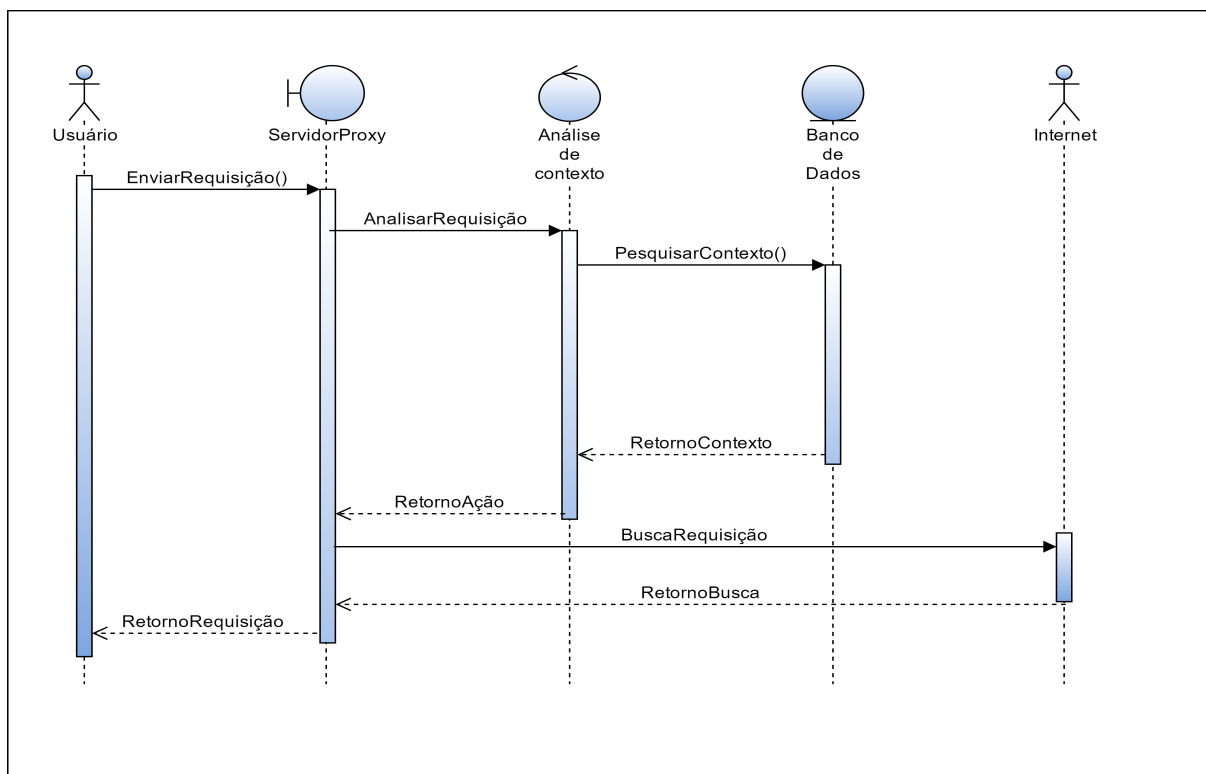 Usuário
ServidorProxy
Análise
de
contexto
Banco
de
Dados
Internet
EnviarRequisição()
AnalisarRequisição
PesquisarContexto()
RetornoContexto
RetornoAção
BuscaRequisição
RetornoBusca
RetornoRequisição